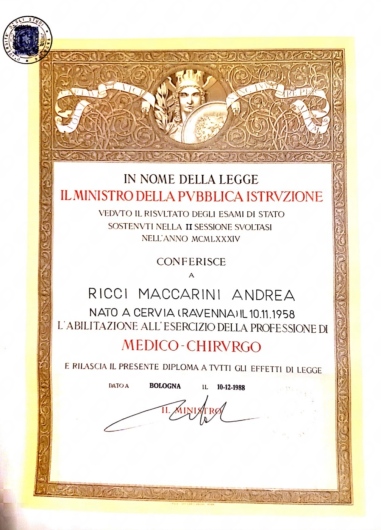 IN NOME DELLA LEGGE
IL MINISTRO DELLA PVBBLICA ISTRVZIONE
VEDVTO IL RISVLTATO DEGLI ESAMI DI STATO
SOSTENVTI NELLA II SESSIONE SVOLTASI
NELL'ANNO MCMLXXXIV
CONFERISCE
A
RICCI MACCARINI ANDREA
NATO A CERVIA (RAVENNA) IL 10.11.1958
L'ABILITAZIONE ALL'ESERCIZIO DELLA PROFESSIONE DI
MEDICO-CHIRVRGO
E RILASCIA IL PRESENTE DIPLOMA A TVTTI GLI EFFETTI DI LEGGE
DATO A BOLOGNA IL 10-12-1988
IL MINISTRO